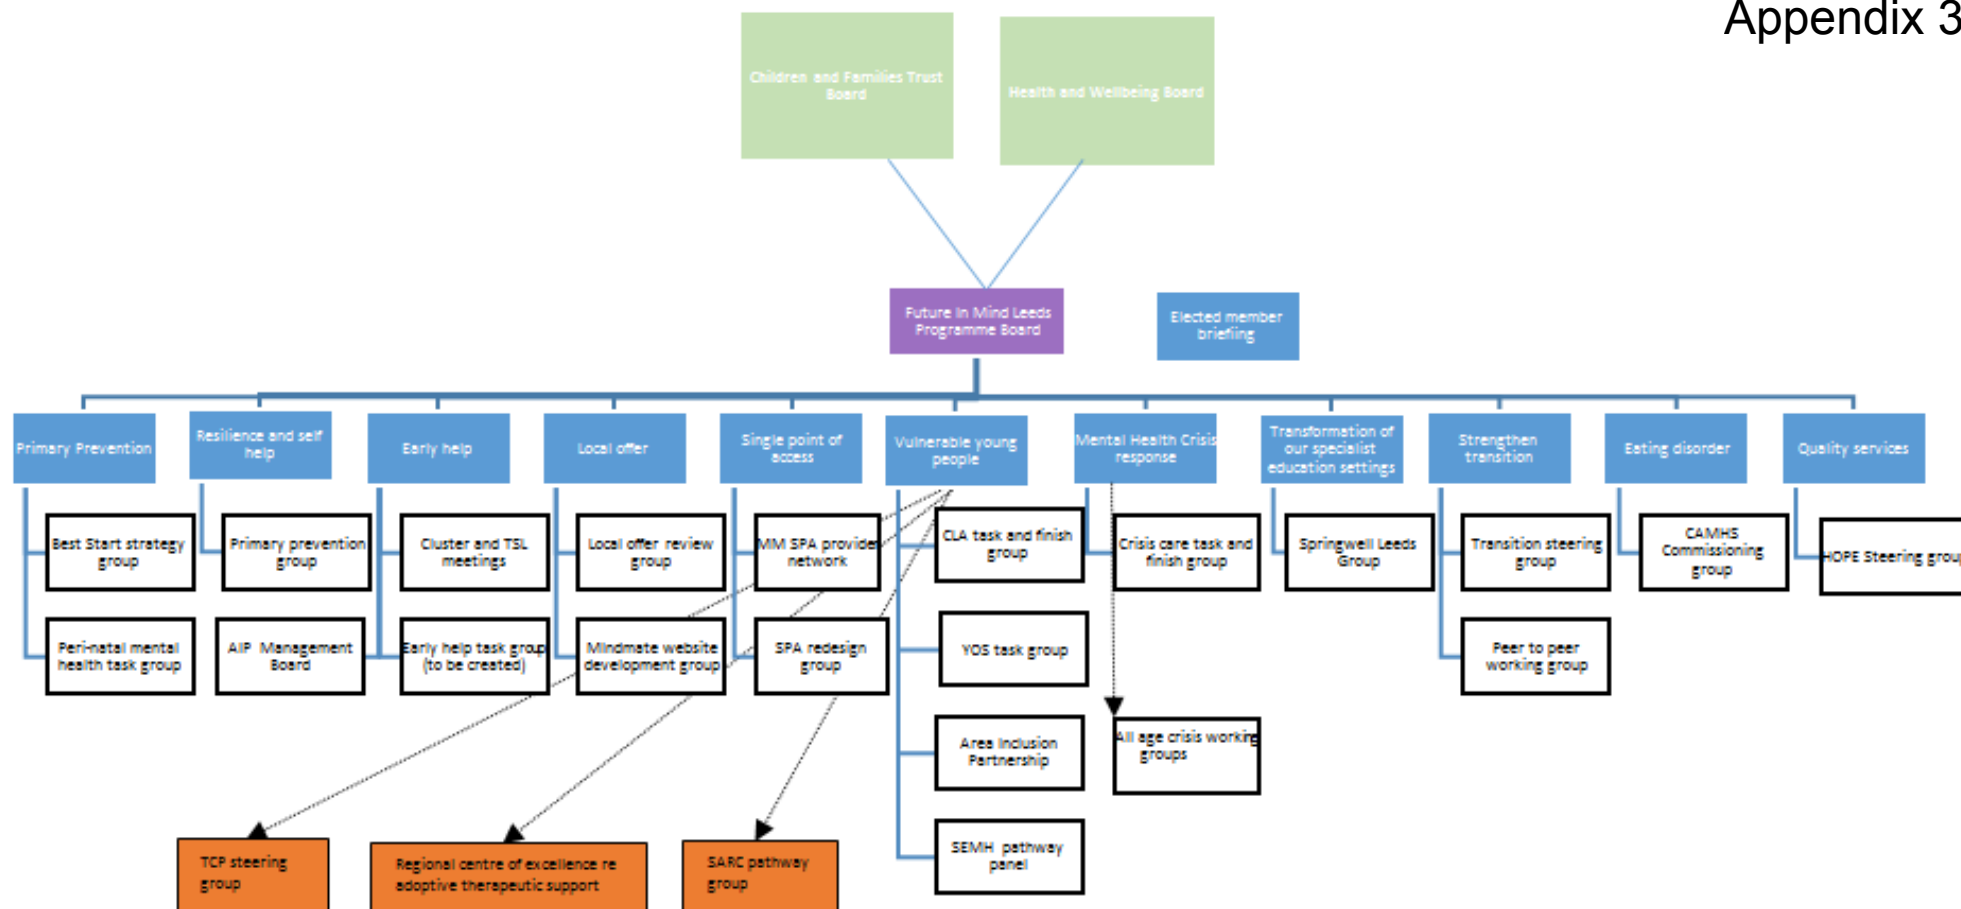 Appendix 3
Children and Families Trust
Board
Health and Wellbeing Board
Future In Mind Leeds
Programme Board
Elected member
briefing
Primary Prevention
Resilience and self
help
Early help
Local offer
Single point of
access
Vulnerable young
people
Mental Health Crisis
response
Transformation of
our specialist
education settings
Strengthen
transition
Eating disorder
Quality services
Best Start strategy
group
Primary prevention
group
Cluster and TSL
meetings
Local offer review
group
MM SPA provider
network
CLA task and finish
group
Crisis care task and
finish group
Springwell Leeds
Group
Transition steering
group
CAMHS
Commissioning
group
HOPE Steering group
Peri-natal mental
health task group
AIP Management
Board
Early help task group
(to be created)
Mindmate website
development group
SPA redesign
group
YOS task group
Peer to peer
working group
Area Inclusion
Partnership
All age crisis working
groups
SEMH pathway
panel
TCP steering
group
Regional centre of excellence re
adoptive therapeutic support
SARC pathway
group